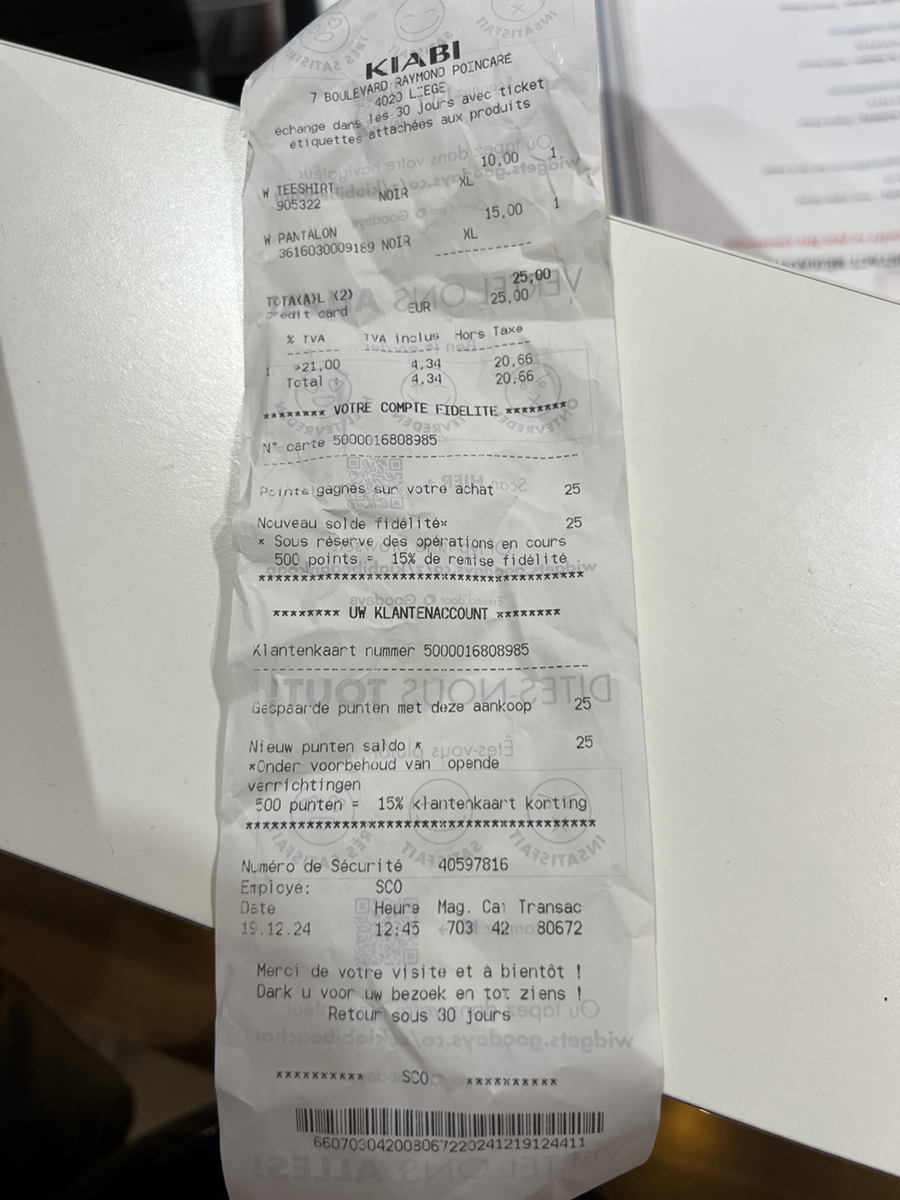 KIABI
7 BOULEVARD RAYMOND POINCARÉ
4020 LIEGE
échange dans les 30 jours avec ticket
étiquettes attachées aux produits
10,00 1
W TEESHIRT XL
905322 NOIR
15,00 1
W PANTALON XL
3616030009189 NOIR
------------
25,00
TOTA(A)L (2) 25,00
Credit card EUR
% TVA TVA inclus Hors Taxe
>21,00 4,34 20,66
Total : 4,34 20,66
******** VOTRE COMPTE FIDELITE ********
N° carte 5000016808985
Points gagnés sur votre achat 25
Nouveau solde fidélité* 25
* Sous réserve des opérations en cours
500 points = 15% de remise fidélité
****************************************
******** UW KLANTENACCOUNT ********
Klantenkaart nummer 5000016808985
Gespaarde punten met deze aankoop 25
Nieuw punten saldo * 25
*Onder voorbehoud van opende
verrichtingen
500 punten = 15% klantenkaart korting
****************************************
Numéro de Sécurité 40597816
Employé: SCO
Date Heure Mag. Cai Transac
19.12.24 12:45 703 42 80672
Merci de votre visite et à bientôt !
Dank u voor uw bezoek en tot ziens !
Retour sous 30 jours
********** SCO **********
660703042008067220241219124411